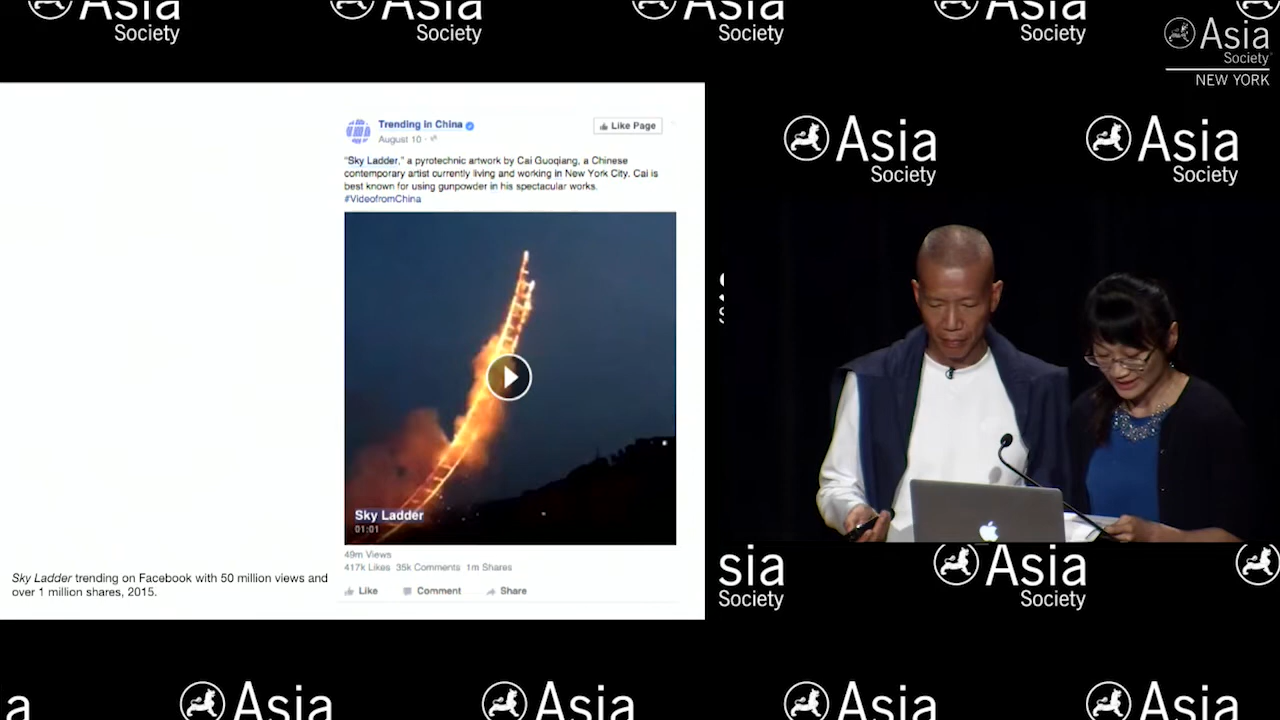 Asia
Society
Asia
Society
Asia
Society
Asia
Society
Asia
Society
NEW YORK
Trending in China
August 10
Like Page
"Sky Ladder," a pyrotechnic artwork by Cai Guoqiang, a Chinese
contemporary artist currently living and working in New York City. Cai is
best known for using gunpowder in his spectacular works.
#VideofromChina
Sky Ladder
01:01
49m Views
417k Likes 35k Comments 1m Shares
Like Comment Share
Sky Ladder trending on Facebook with 50 million views and
over 1 million shares, 2015.
Asia
Society
Asia
Society
S
sia
Society
Asia
Society
a
Asia
Asia
Asia
Asia